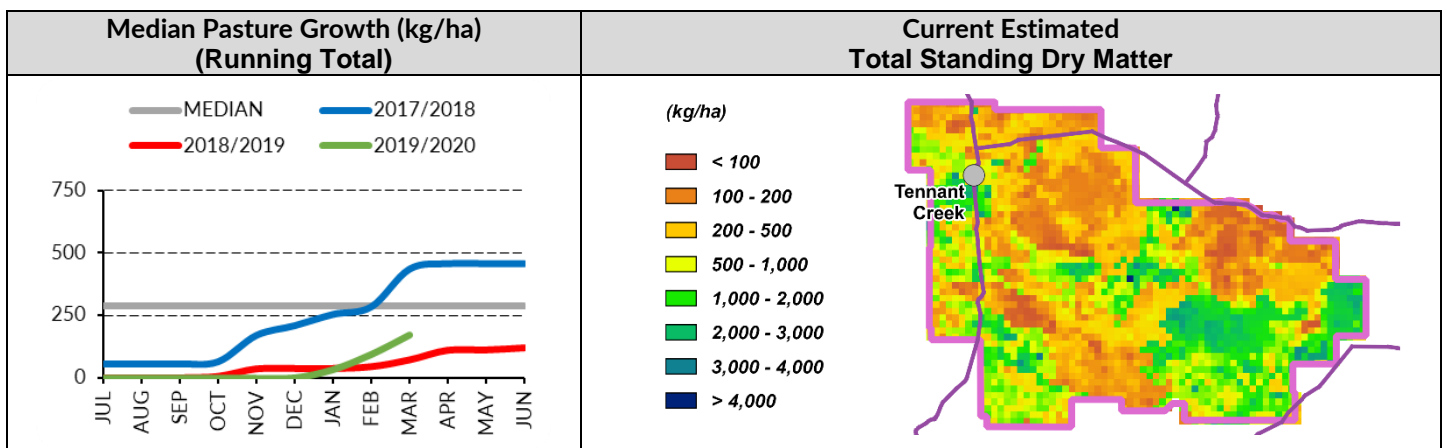 Median Pasture Growth (kg/ha)
(Running Total)
Current Estimated
Total Standing Dry Matter
MEDIAN
2017/2018
2018/2019
2019/2020
750
500
250
0
JUL
AUG
SEP
OCT
NOV
DEC
JAN
FEB
MAR
APR
MAY
JUN
(kg/ha)
< 100
100 - 200
200 - 500
500 - 1,000
1,000 - 2,000
2,000 - 3,000
3,000 - 4,000
> 4,000
Tennant
Creek